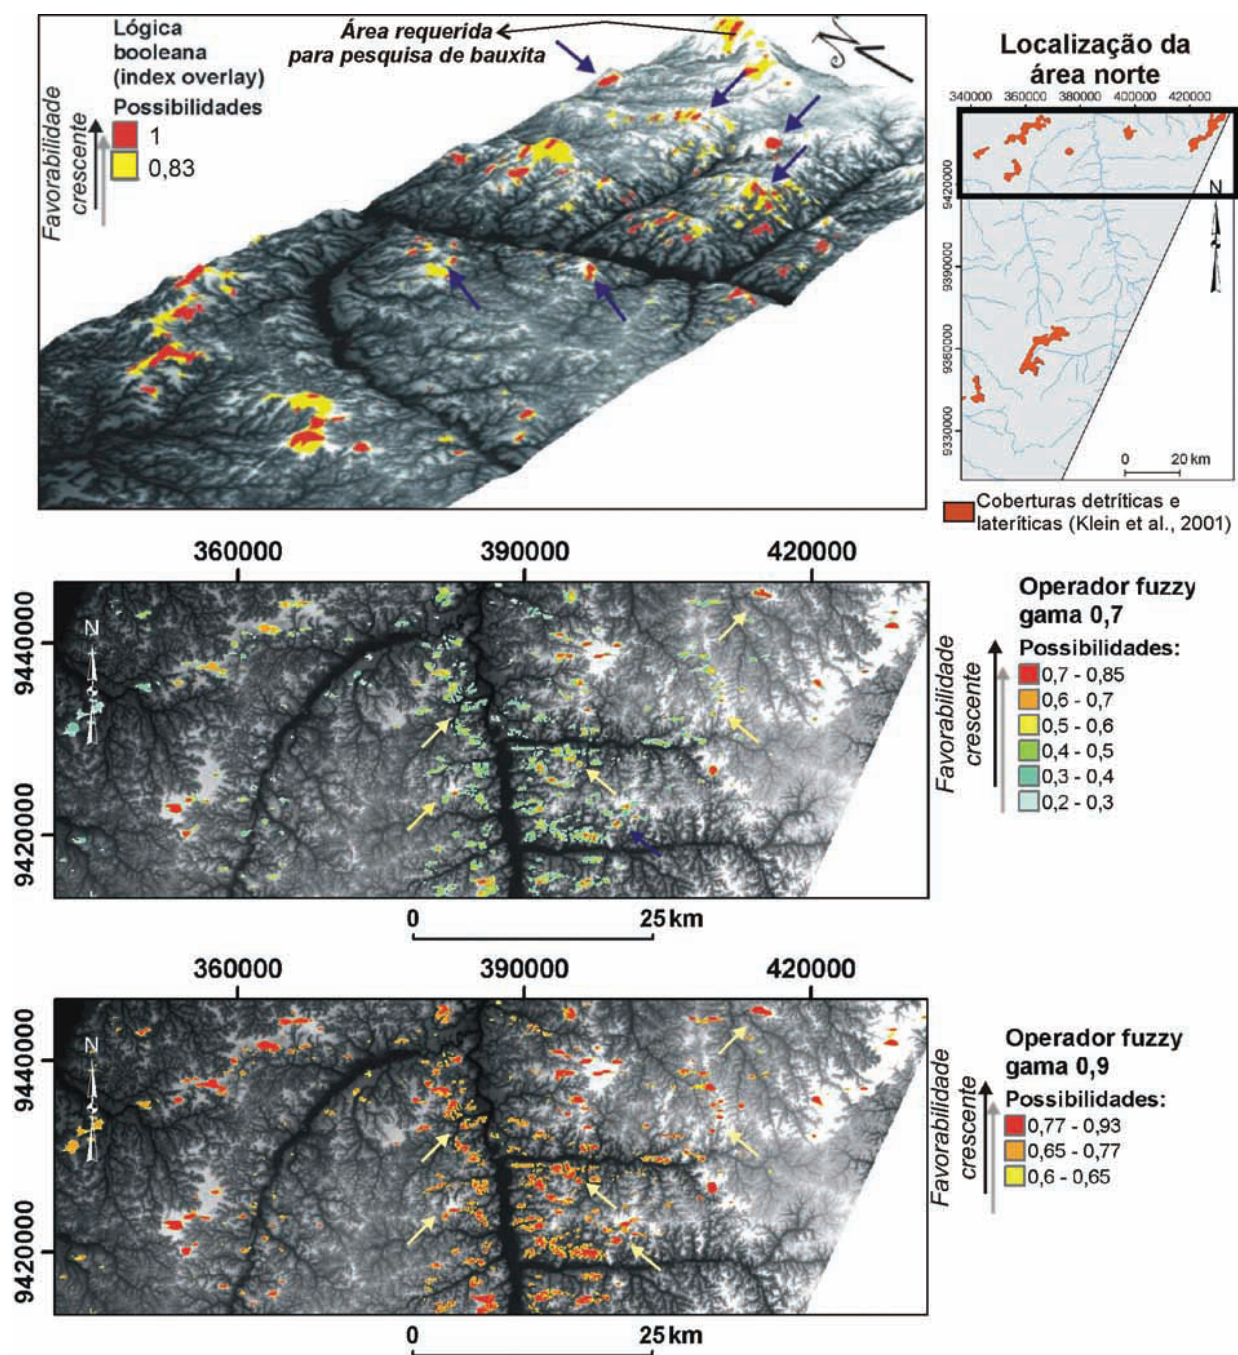 Lógica
booleana
(index overlay)
Possibilidades
1
0,83
Favorabilidade
crescente
Área requerida
para pesquisa de bauxita
N
Localização da
área norte
340000 360000 380000 400000 420000
9420000
9390000
9360000
9330000
N
0 20 km
Coberturas detríticas e
lateríticas (Klein et al., 2001)
360000 390000 420000
9440000
9420000
N
0 25 km
Favorabilidade
crescente
Operador fuzzy
gama 0,7
Possibilidades:
0,7 - 0,85
0,6 - 0,7
0,5 - 0,6
0,4 - 0,5
0,3 - 0,4
0,2 - 0,3
360000 390000 420000
9440000
9420000
N
0 25 km
Favorabilidade
crescente
Operador fuzzy
gama 0,9
Possibilidades:
0,77 - 0,93
0,65 - 0,77
0,6 - 0,65